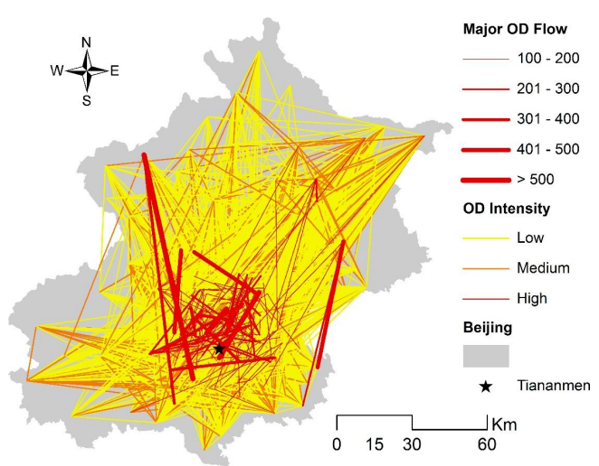 N
W E
S
Major OD Flow
100 - 200
201 - 300
301 - 400
401 - 500
> 500
OD Intensity
Low
Medium
High
Beijing
Tiananmen
Km
0 15 30 60